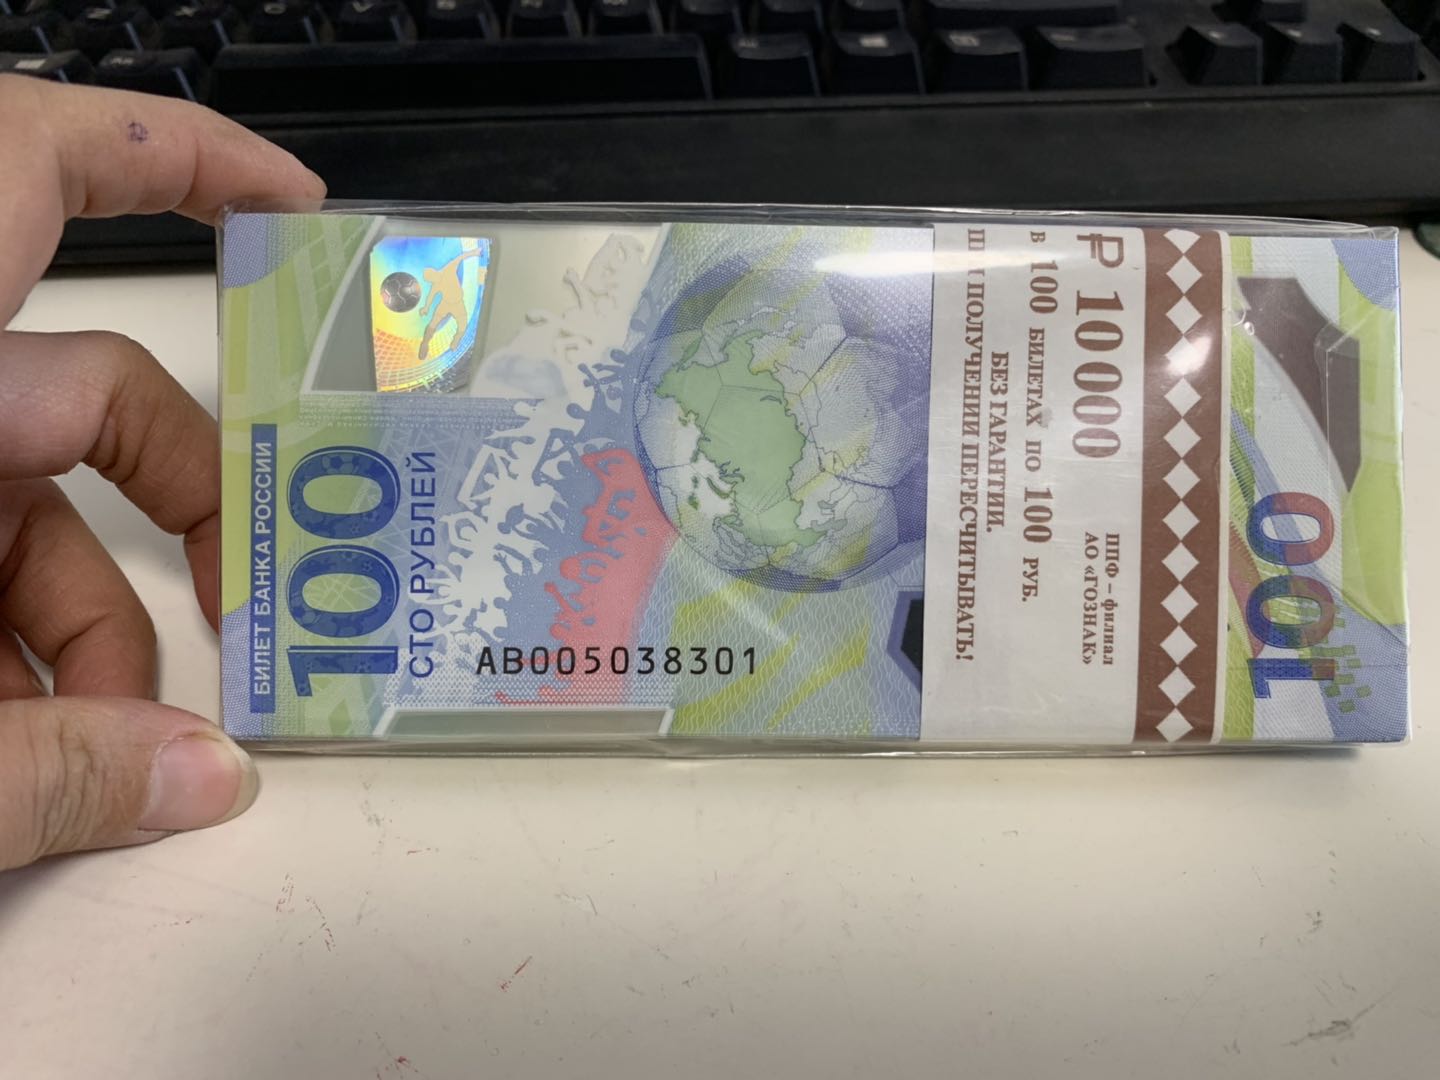 БИЛЕТ БАНКА РОССИИ
100
СТО РУБЛЕЙ
АВ005038301
₽ 10000
В 100 БИЛЕТАХ ПО 100 РУБ.
БЕЗ ГАРАНТИИ.
ПОЛУЧЕНИИ ПЕРЕСЧИТЫВАТЬ!
ППФ – филиал
АО «ГОЗНАК»
100